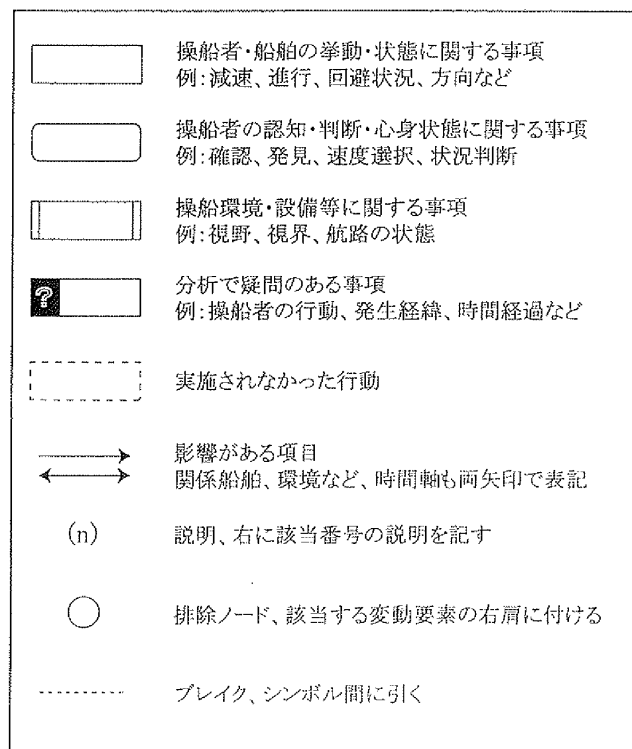 操船者・船舶の挙動・状態に関する事項
例:減速、進行、回避状況、方向など
操船者の認知・判断・心身状態に関する事項
例:確認、発見、速度選択、状況判断
操船環境・設備等に関する事項
例:視野、視界、航路の状態
?
分析で疑問のある事項
例:操船者の行動、発生経緯、時間経過など
実施されなかった行動
影響がある項目
関係船舶、環境など、時間軸も両矢印で表記
(n)
説明、右に該当番号の説明を記す
排除ノード、該当する変動要素の右肩に付ける
ブレイク、シンボル間に引く